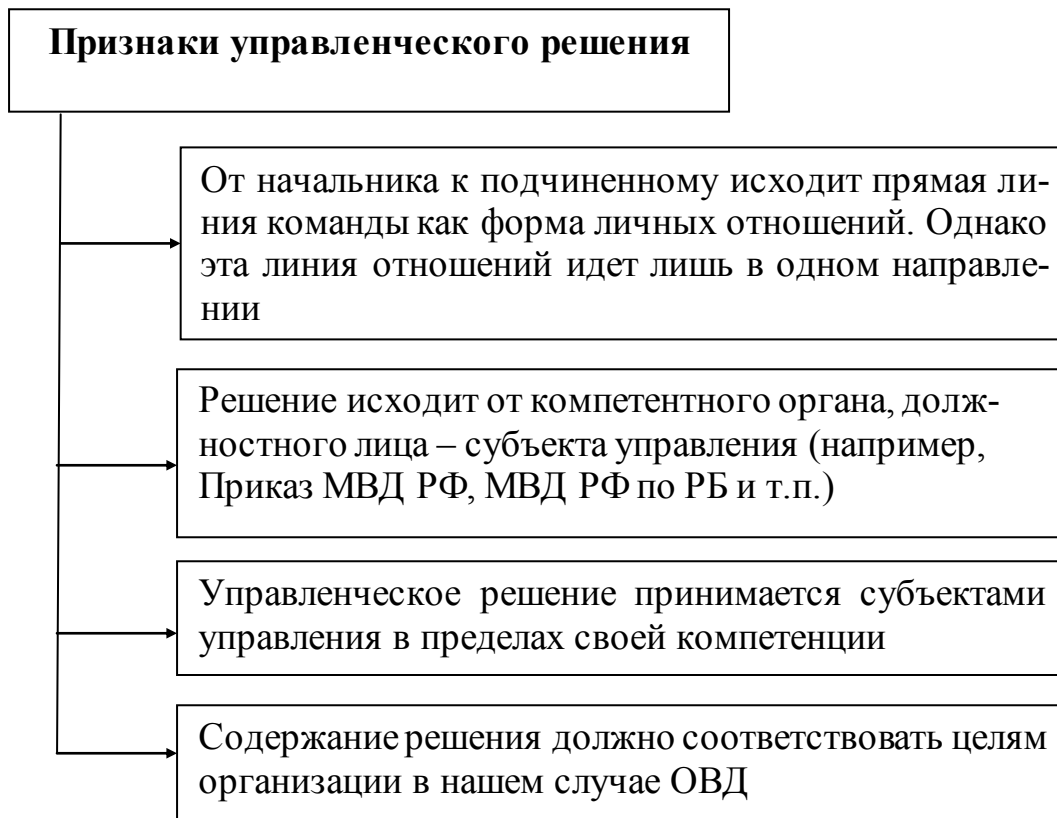 Признаки управленческого решения
От начальника к подчиненному исходит прямая ли-
ния команды как форма личных отношений. Однако
эта линия отношений идет лишь в одном направле-
нии
Решение исходит от компетентного органа, долж-
ностного лица – субъекта управления (например,
Приказ МВД РФ, МВД РФ по РБ и т.п.)
Управленческое решение принимается субъектами
управления в пределах своей компетенции
Содержание решения должно соответствовать целям
организации в нашем случае ОВД